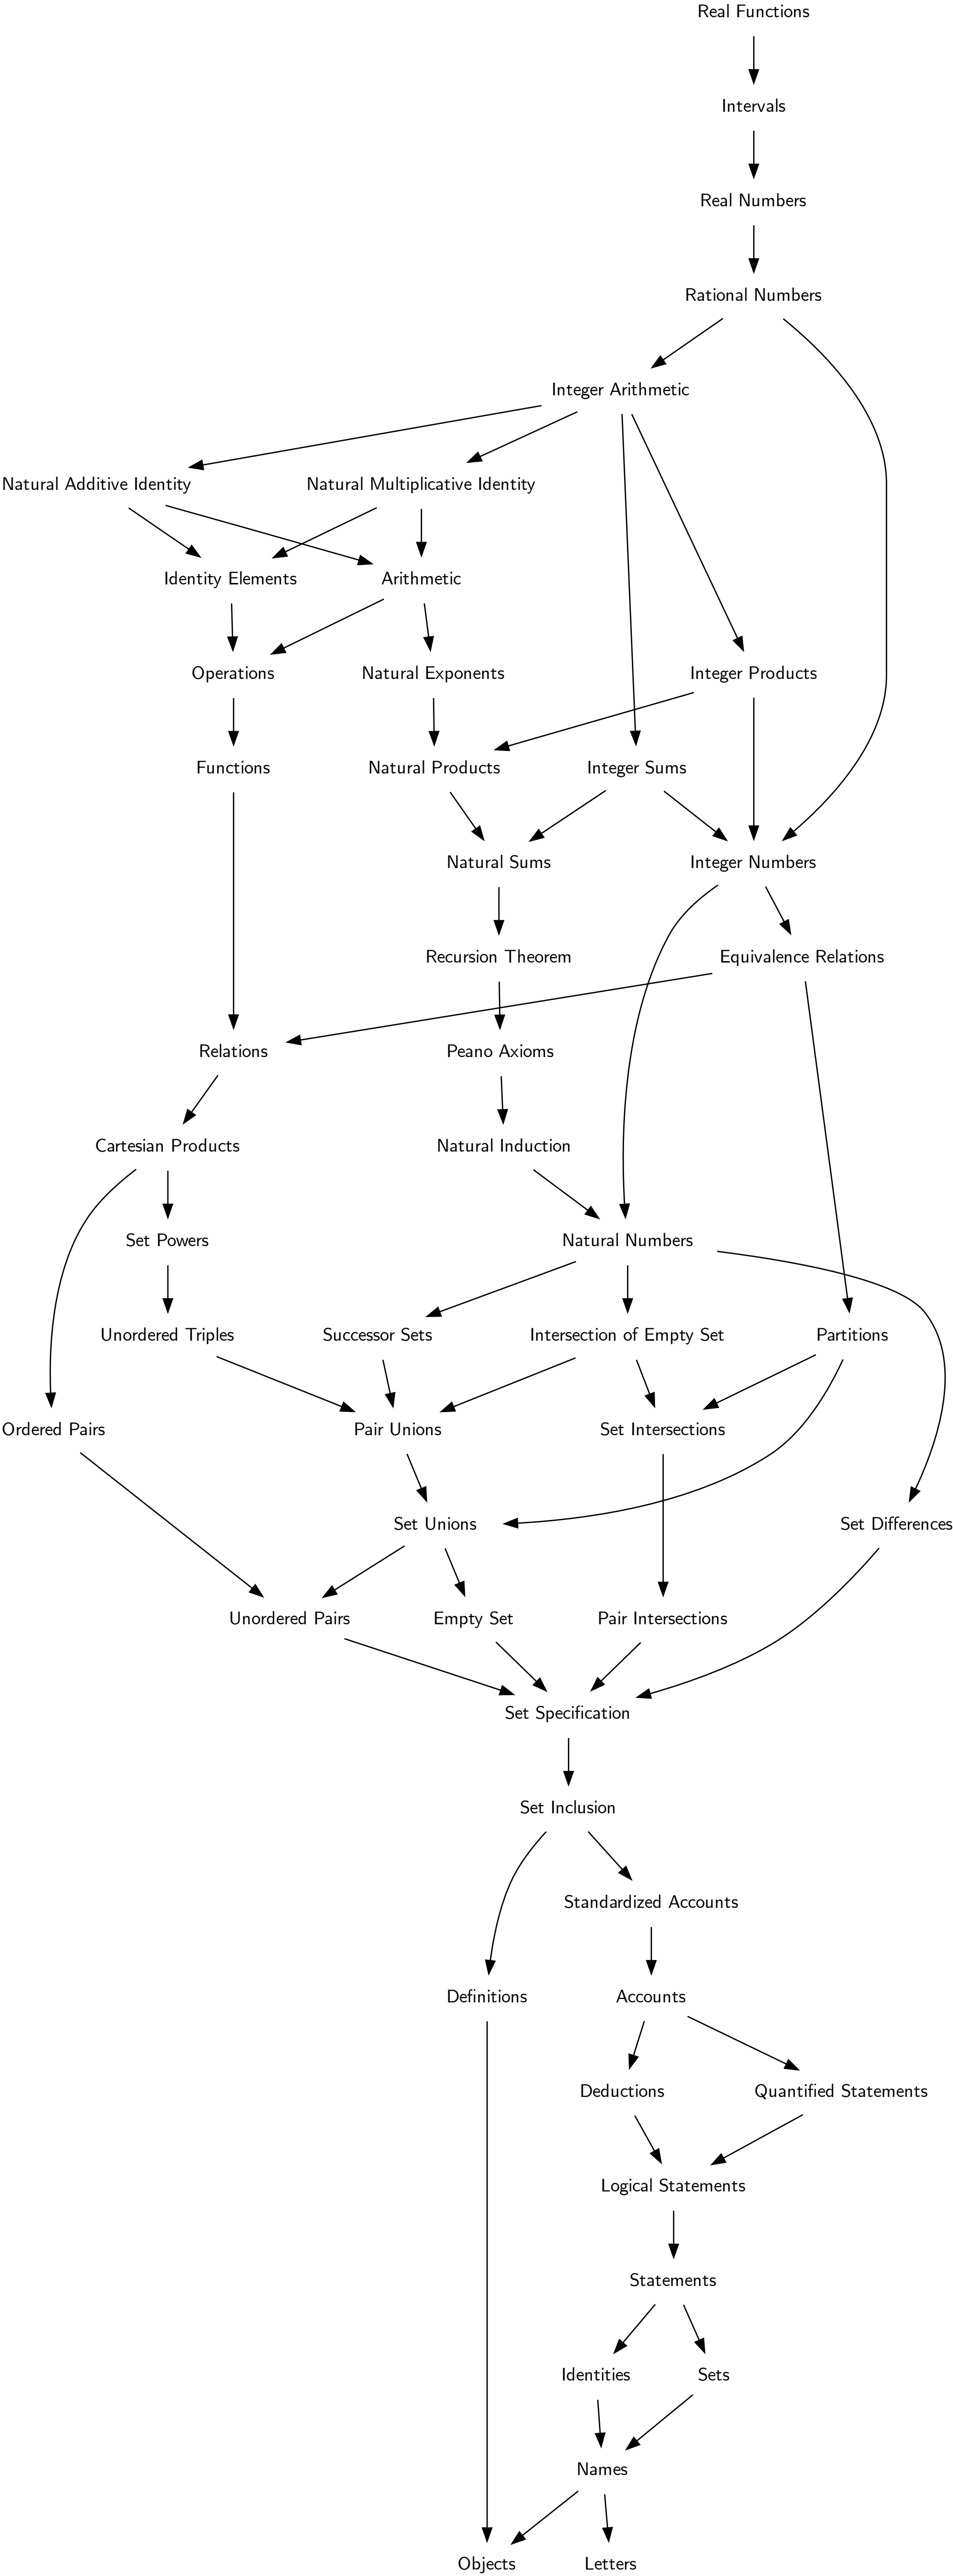 Real Functions
Intervals
Real Numbers
Rational Numbers
Integer Arithmetic
Natural Additive Identity
Natural Multiplicative Identity
Identity Elements
Arithmetic
Operations
Natural Exponents
Integer Products
Functions
Natural Products
Integer Sums
Natural Sums
Integer Numbers
Recursion Theorem
Equivalence Relations
Relations
Peano Axioms
Cartesian Products
Natural Induction
Set Powers
Natural Numbers
Unordered Triples
Successor Sets
Intersection of Empty Set
Partitions
Ordered Pairs
Pair Unions
Set Intersections
Set Unions
Set Differences
Unordered Pairs
Empty Set
Pair Intersections
Set Specification
Set Inclusion
Standardized Accounts
Definitions
Accounts
Deductions
Quantified Statements
Logical Statements
Statements
Identities
Sets
Names
Objects
Letters